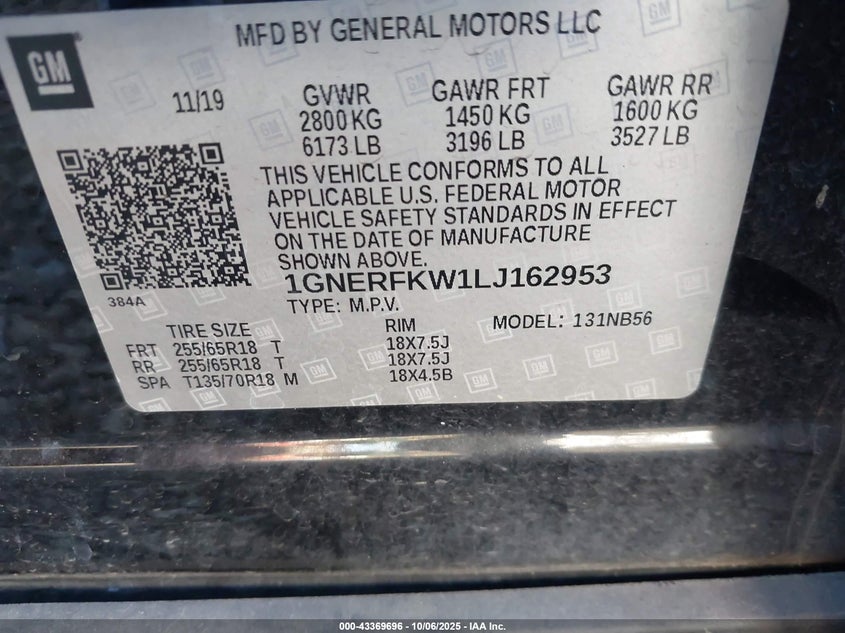 GM
MFD BY GENERAL MOTORS LLC
11/19
GVWR GAWR FRT GAWR RR
2800 KG 1450 KG 1600 KG
6173 LB 3196 LB 3527 LB
THIS VEHICLE CONFORMS TO ALL
APPLICABLE U.S. FEDERAL MOTOR
VEHICLE SAFETY STANDARDS IN EFFECT
ON THE DATE OF MANUFACTURE
SHOWN ABOVE.
384A
1GNERFKW1LJ162953
TYPE: M.P.V.
TIRE SIZE RIM MODEL: 131NB56
FRT 255/65R18 T 18X7.5J
RR 255/65R18 T 18X7.5J
SPA T135/70R18 M 18X4.5B
000-43369696 - 10/06/2025 - IAA Inc.